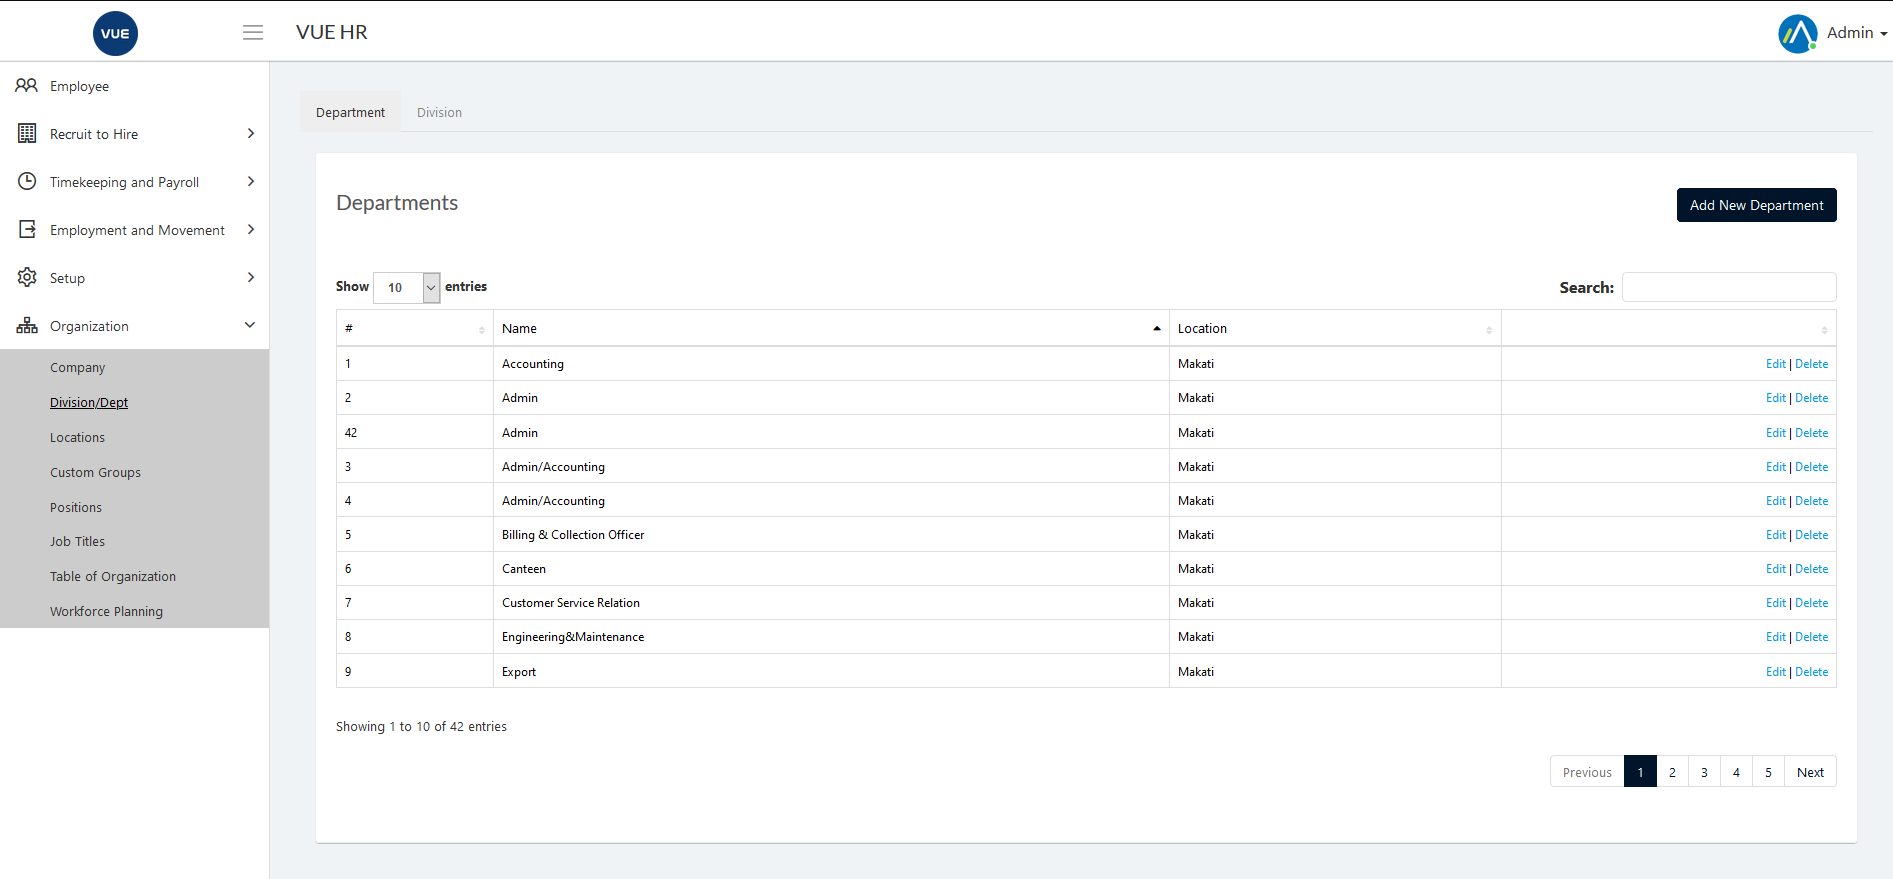 VUE
VUE HR
Admin
Employee
Recruit to Hire
Timekeeping and Payroll
Employment and Movement
Setup
Organization
Company
Division/Dept
Locations
Custom Groups
Positions
Job Titles
Table of Organization
Workforce Planning
Department Division
Departments
Add New Department
Show 10 entries
Search:
# Name Location
1 Accounting Makati Edit | Delete
2 Admin Makati Edit | Delete
42 Admin Makati Edit | Delete
3 Admin/Accounting Makati Edit | Delete
4 Admin/Accounting Makati Edit | Delete
5 Billing & Collection Officer Makati Edit | Delete
6 Canteen Makati Edit | Delete
7 Customer Service Relation Makati Edit | Delete
8 Engineering&Maintenance Makati Edit | Delete
9 Export Makati Edit | Delete
Showing 1 to 10 of 42 entries
Previous 1 2 3 4 5 Next